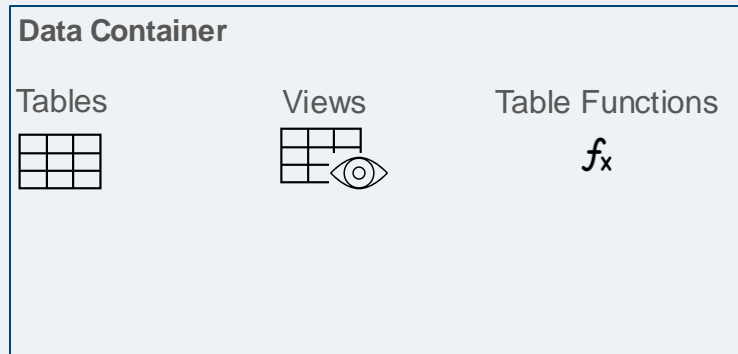 Data Container
Tables
Views
Table Functions
fx